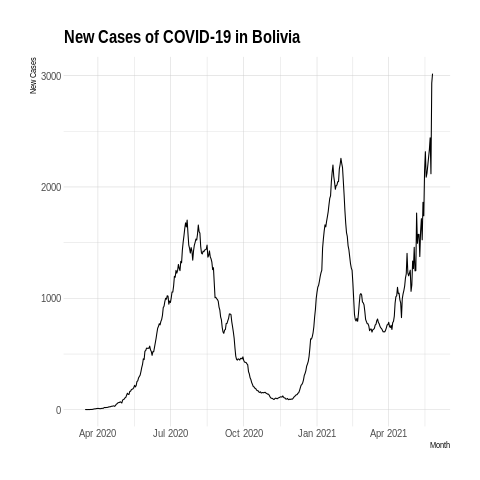 New Cases of COVID-19 in Bolivia
New Cases
3000
2000
1000
0
Apr 2020
Jul 2020
Oct 2020
Jan 2021
Apr 2021
Month